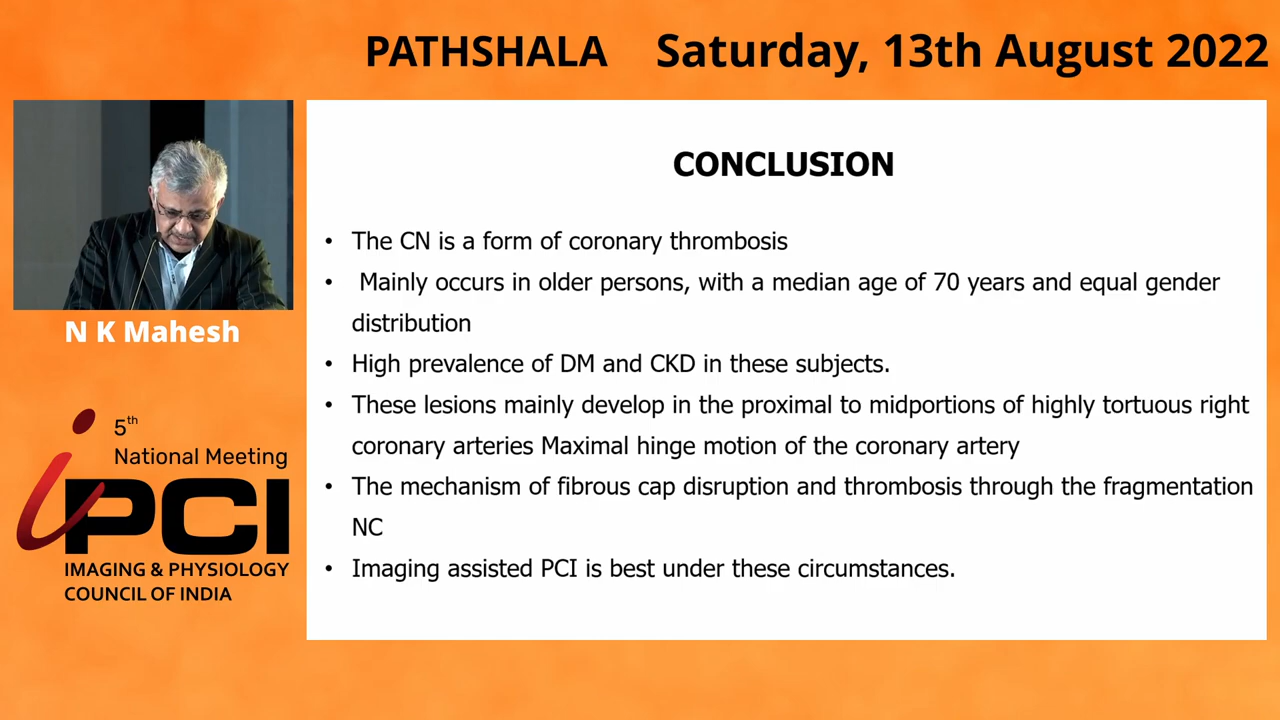 PATHSHALA Saturday, 13th August 2022
CONCLUSION
• The CN is a form of coronary thrombosis
• Mainly occurs in older persons, with a median age of 70 years and equal gender
distribution
• High prevalence of DM and CKD in these subjects.
• These lesions mainly develop in the proximal to midportions of highly tortuous right
coronary arteries Maximal hinge motion of the coronary artery
• The mechanism of fibrous cap disruption and thrombosis through the fragmentation
NC
• Imaging assisted PCI is best under these circumstances.
N K Mahesh
5th
National Meeting
iPCI
IMAGING & PHYSIOLOGY
COUNCIL OF INDIA